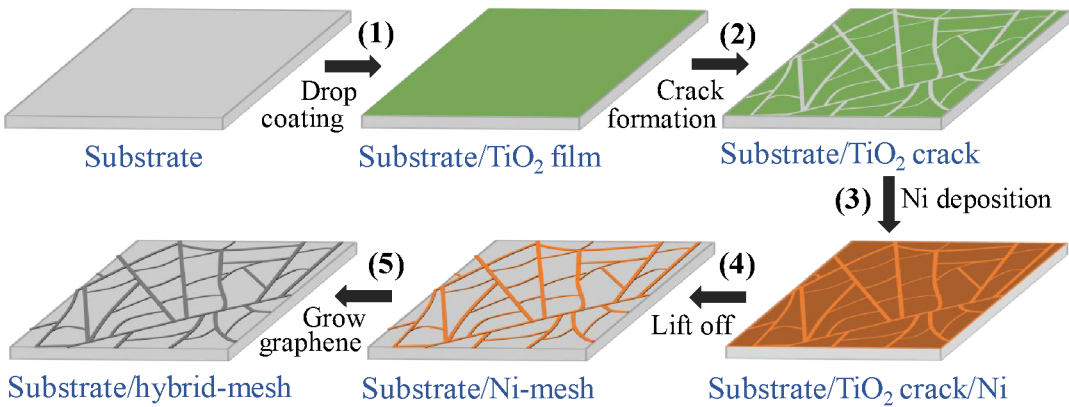 (1)
Drop
coating
(2)
Crack
formation
Substrate
Substrate/TiO₂ film
Substrate/TiO₂ crack
(3)
Ni deposition
(4)
Lift off
(5)
Grow
graphene
Substrate/hybrid-mesh
Substrate/Ni-mesh
Substrate/TiO₂ crack/Ni